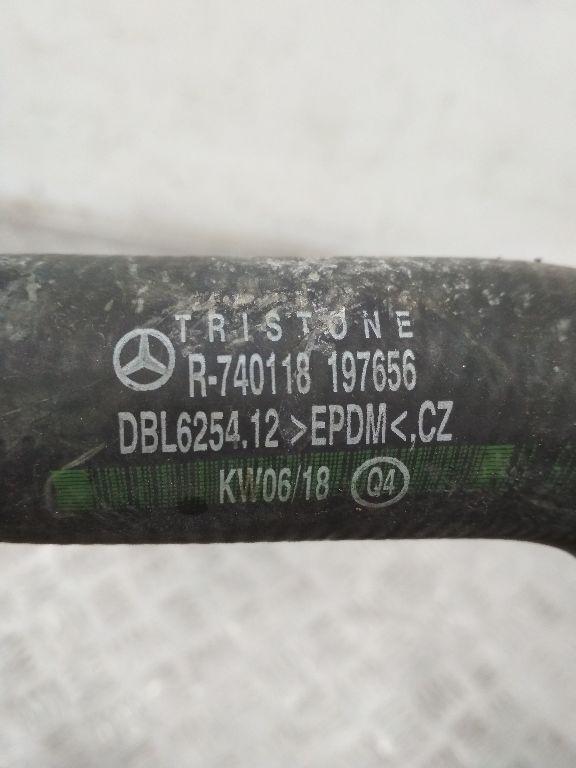 TRISTONE
R-740118 197656
DBL6254.12 >EPDM<.CZ
KW06/18 Q4